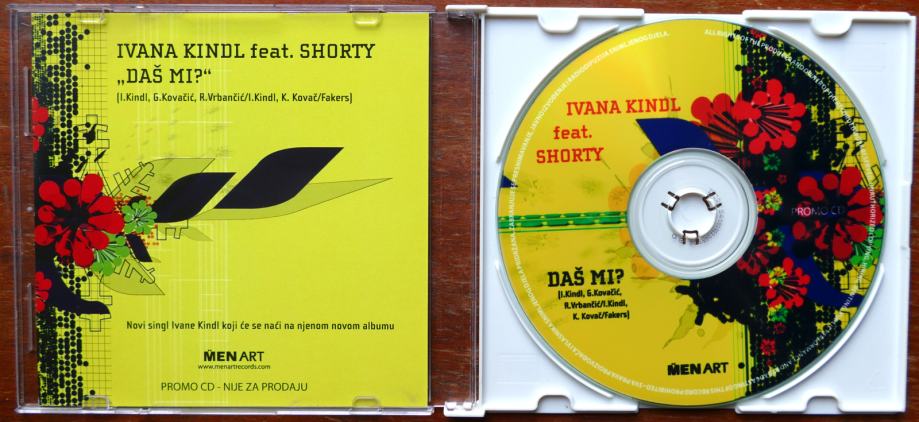 IVANA KINDL feat. SHORTY
„DAŠ MI?“
(I.Kindl, G.Kovačić, R.Vrbančić/I.Kindl, K. Kovač/Fakers)
Novi singl Ivane Kindl koji će se naći na njenom novom albumu
MENART
www.menartrecords.com
PROMO CD - NIJE ZA PRODAJU
IVANA KINDL
feat.
SHORTY
PROMO CD
DAŠ MI?
(I.Kindl, G.Kovačić,
R.Vrbančić/I.Kindl,
K. Kovač/Fakers)
MENART